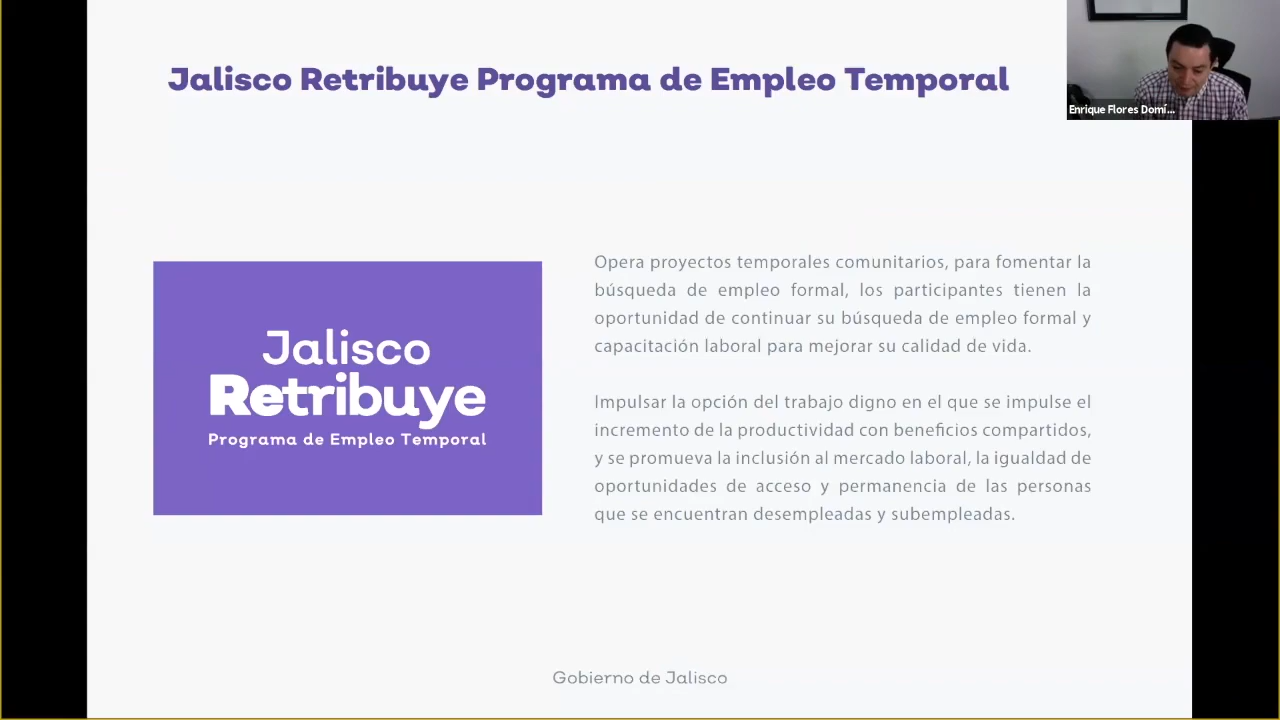 Jalisco Retribuye Programa de Empleo Temporal
Enrique Flores Domí...
Jalisco
Retribuye
Programa de Empleo Temporal
Opera proyectos temporales comunitarios, para fomentar la
búsqueda de empleo formal, los participantes tienen la
oportunidad de continuar su búsqueda de empleo formal y
capacitación laboral para mejorar su calidad de vida.
Impulsar la opción del trabajo digno en el que se impulse el
incremento de la productividad con beneficios compartidos,
y se promueva la inclusión al mercado laboral, la igualdad de
oportunidades de acceso y permanencia de las personas
que se encuentran desempleadas y subempleadas.
Gobierno de Jalisco